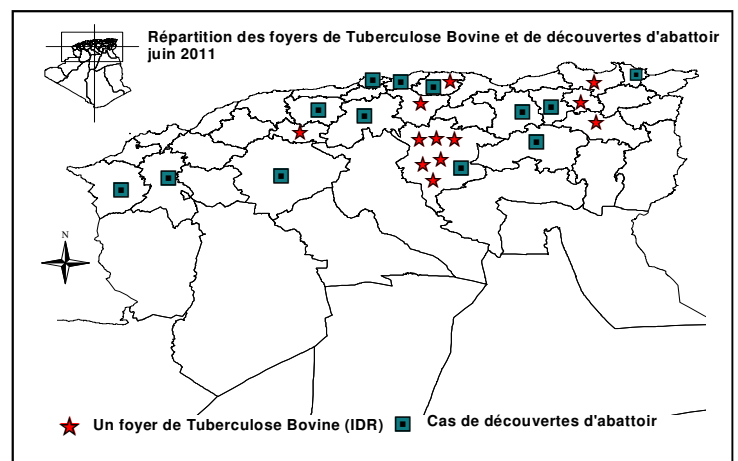 Répartition des foyers de Tuberculose Bovine et de découvertes d'abattoir
juin 2011
N
Un foyer de Tuberculose Bovine (IDR)
Cas de découvertes d'abattoir